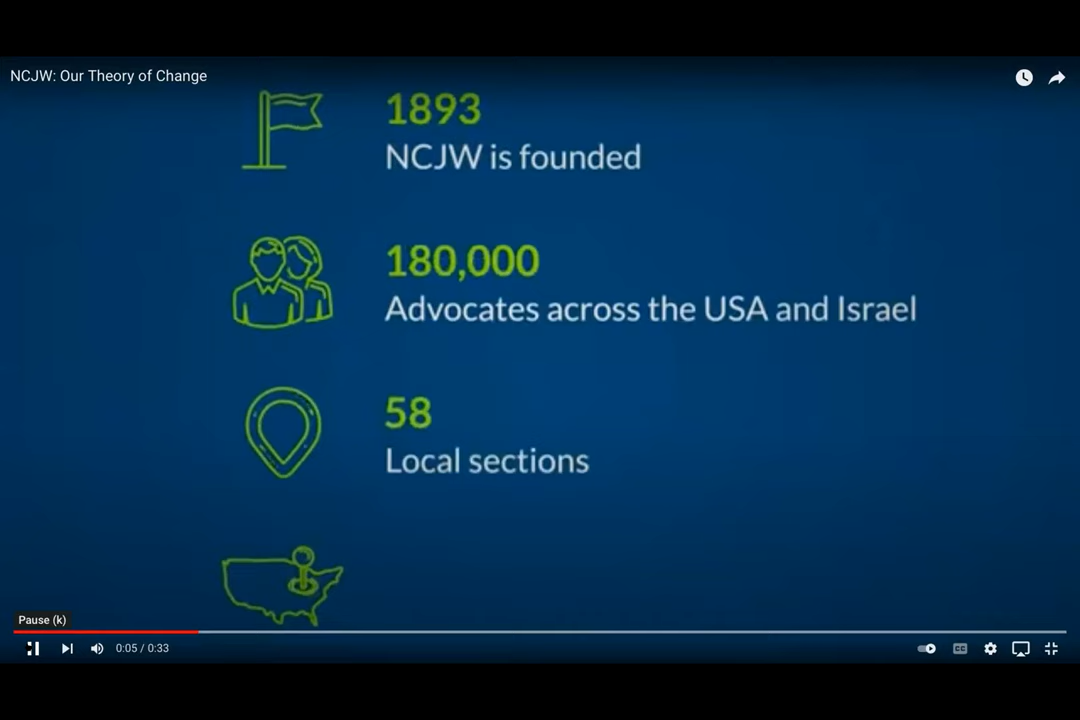 NCJW: Our Theory of Change
1893
NCJW is founded
180,000
Advocates across the USA and Israel
58
Local sections
Pause (k)
0:05 / 0:33
CC